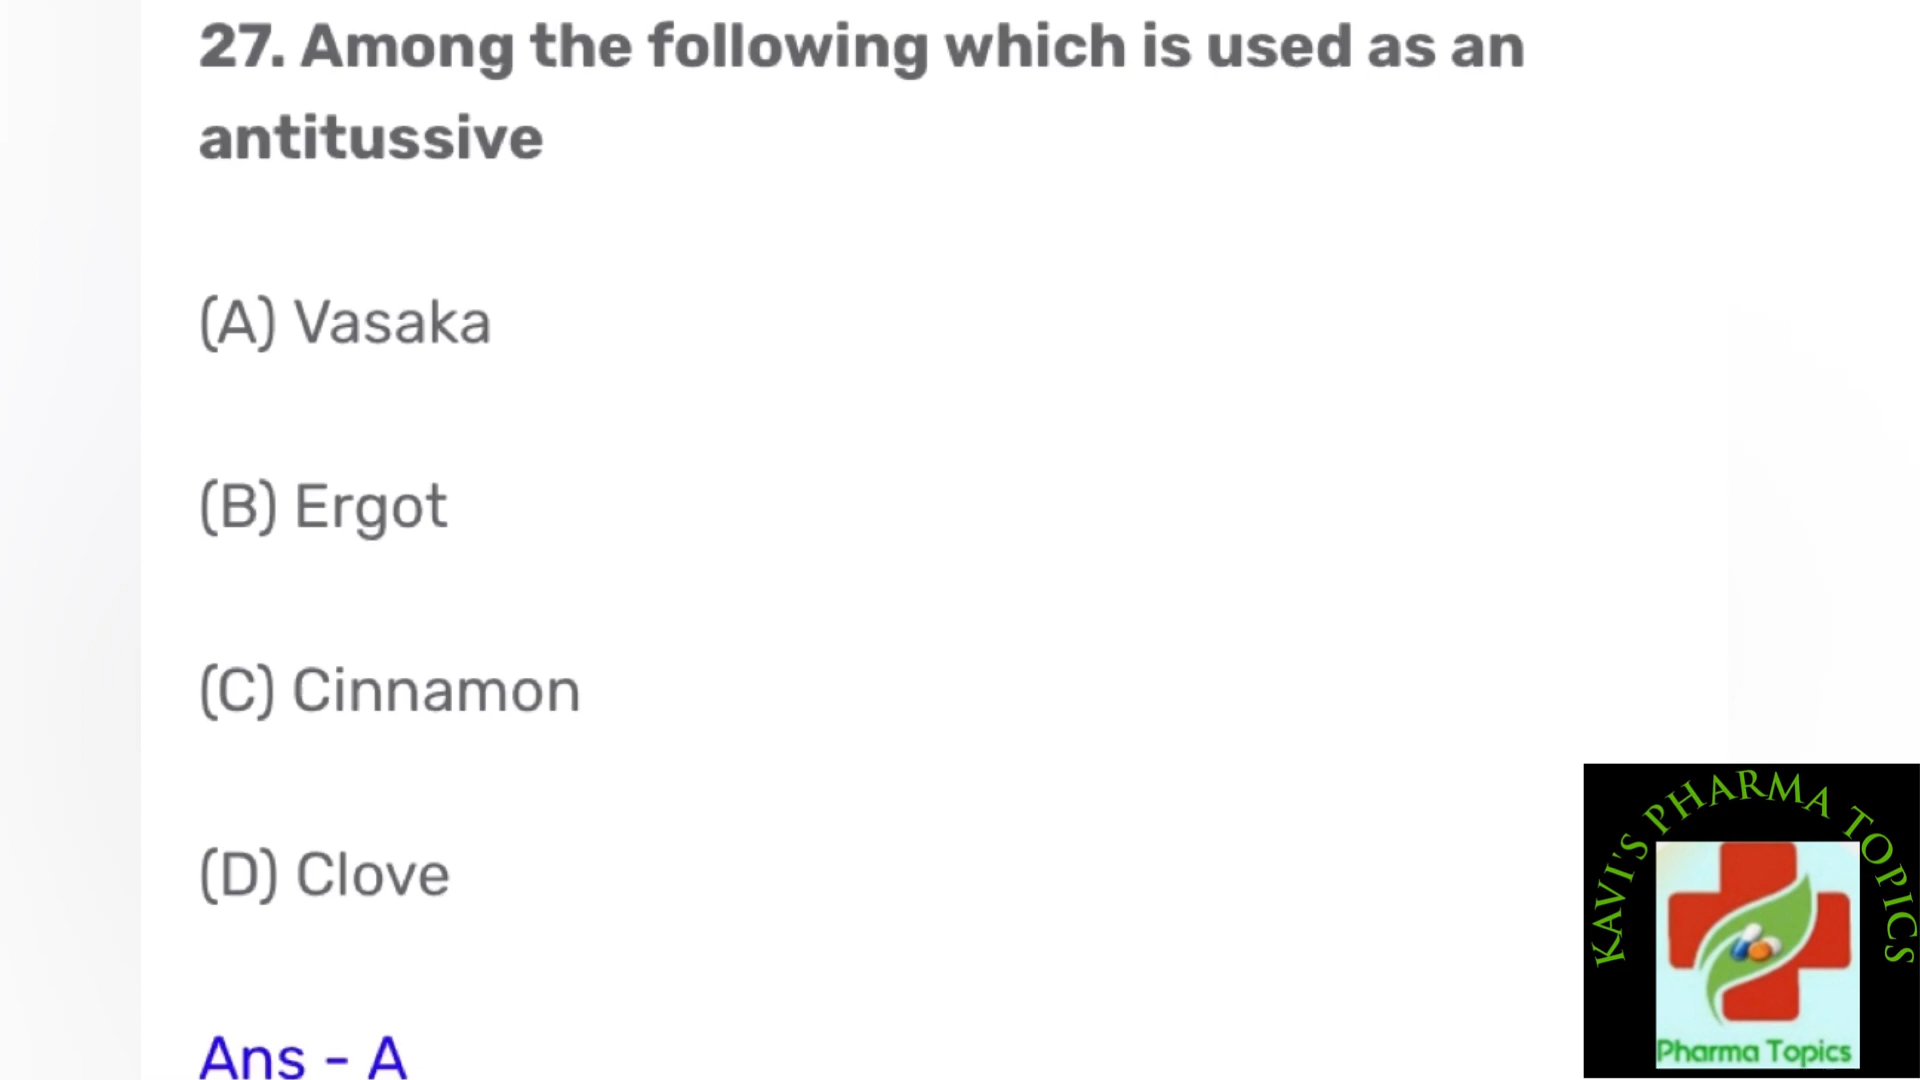 27. Among the following which is used as an
antitussive
(A) Vasaka
(B) Ergot
(C) Cinnamon
(D) Clove
Ans - A
KAVI'S PHARMA TOPICS
Pharma Topics